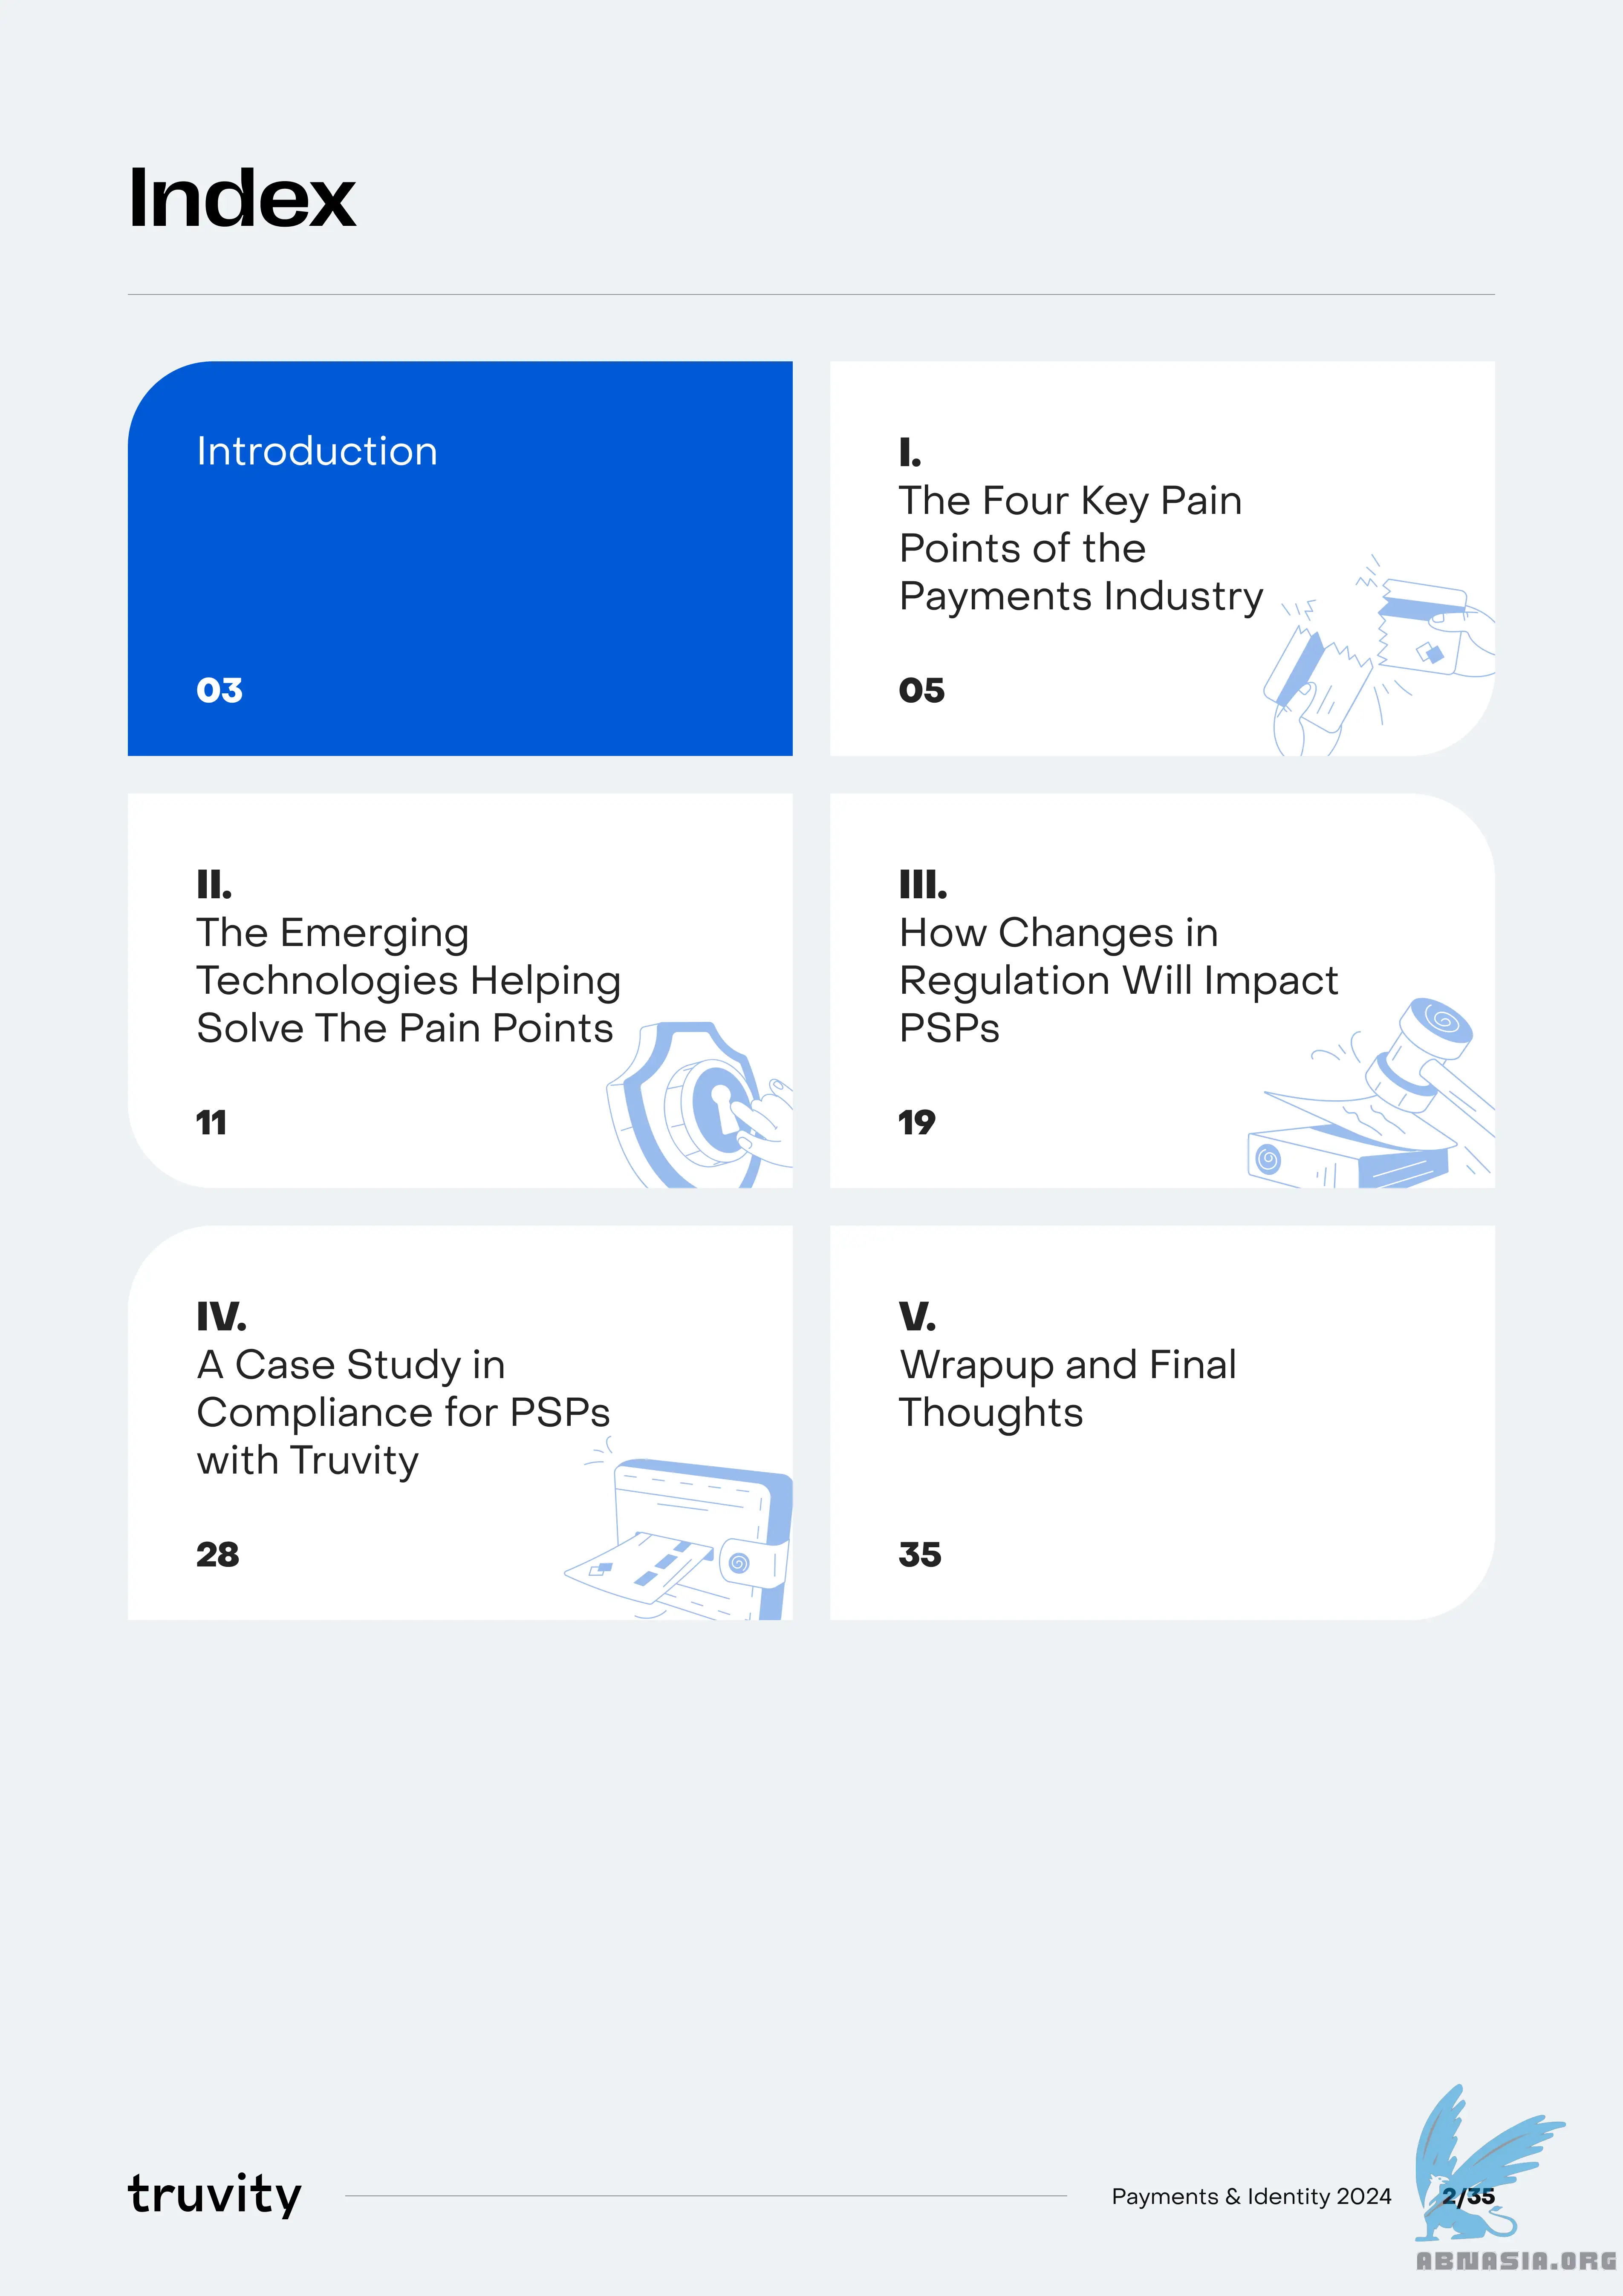 Index
Introduction
03
I.
The Four Key Pain
Points of the
Payments Industry
05
II.
The Emerging
Technologies Helping
Solve The Pain Points
11
III.
How Changes in
Regulation Will Impact
PSPs
19
IV.
A Case Study in
Compliance for PSPs
with Truvity
28
V.
Wrapup and Final
Thoughts
35
truvity
Payments & Identity 2024
2/35
ABNASIA.ORG